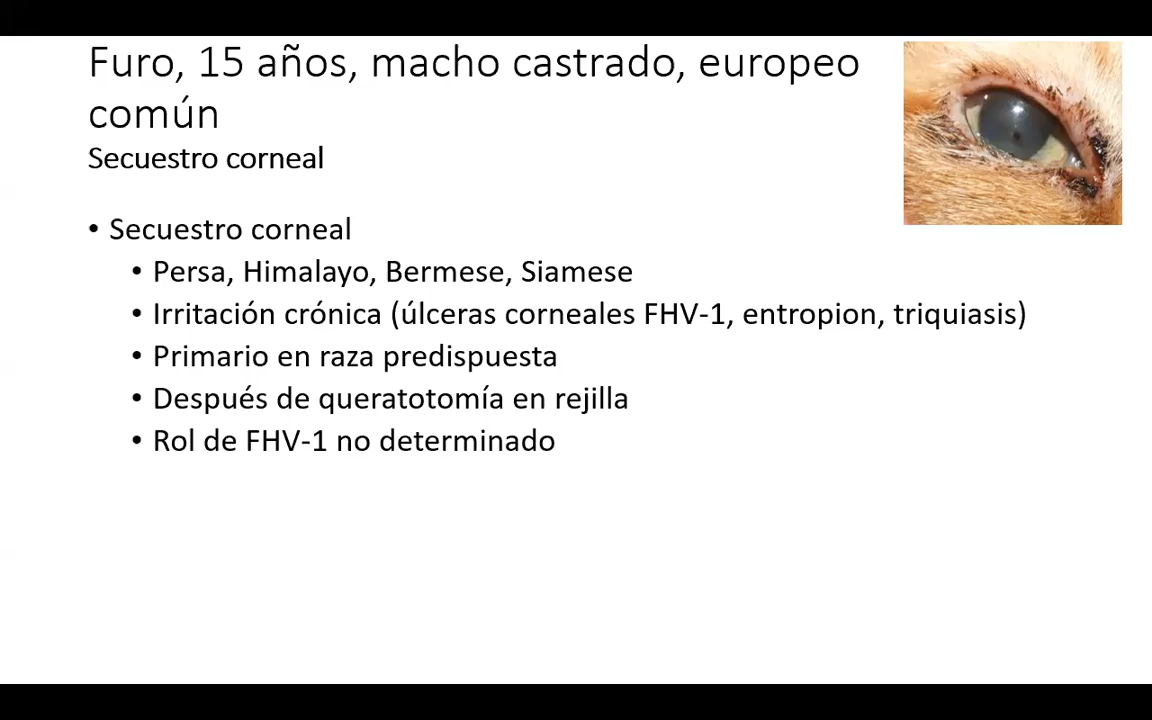 Furo, 15 años, macho castrado, europeo
común
Secuestro corneal
• Secuestro corneal
• Persa, Himalayo, Bermese, Siamese
• Irritación crónica (úlceras corneales FHV-1, entropion, triquiasis)
• Primario en raza predispuesta
• Después de queratotomía en rejilla
• Rol de FHV-1 no determinado